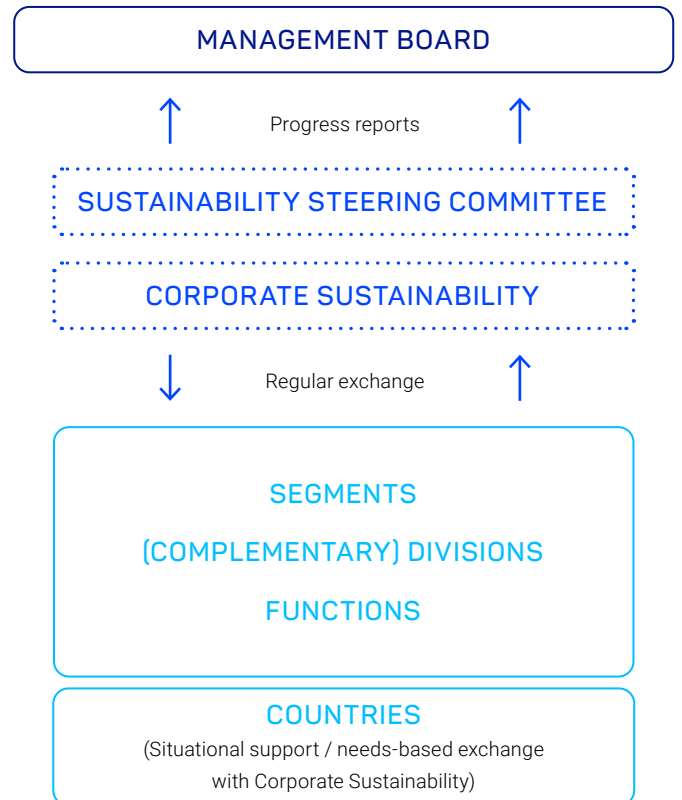 MANAGEMENT BOARD
Progress reports
SUSTAINABILITY STEERING COMMITTEE
CORPORATE SUSTAINABILITY
Regular exchange
SEGMENTS
(COMPLEMENTARY) DIVISIONS
FUNCTIONS
COUNTRIES
(Situational support / needs-based exchange
with Corporate Sustainability)